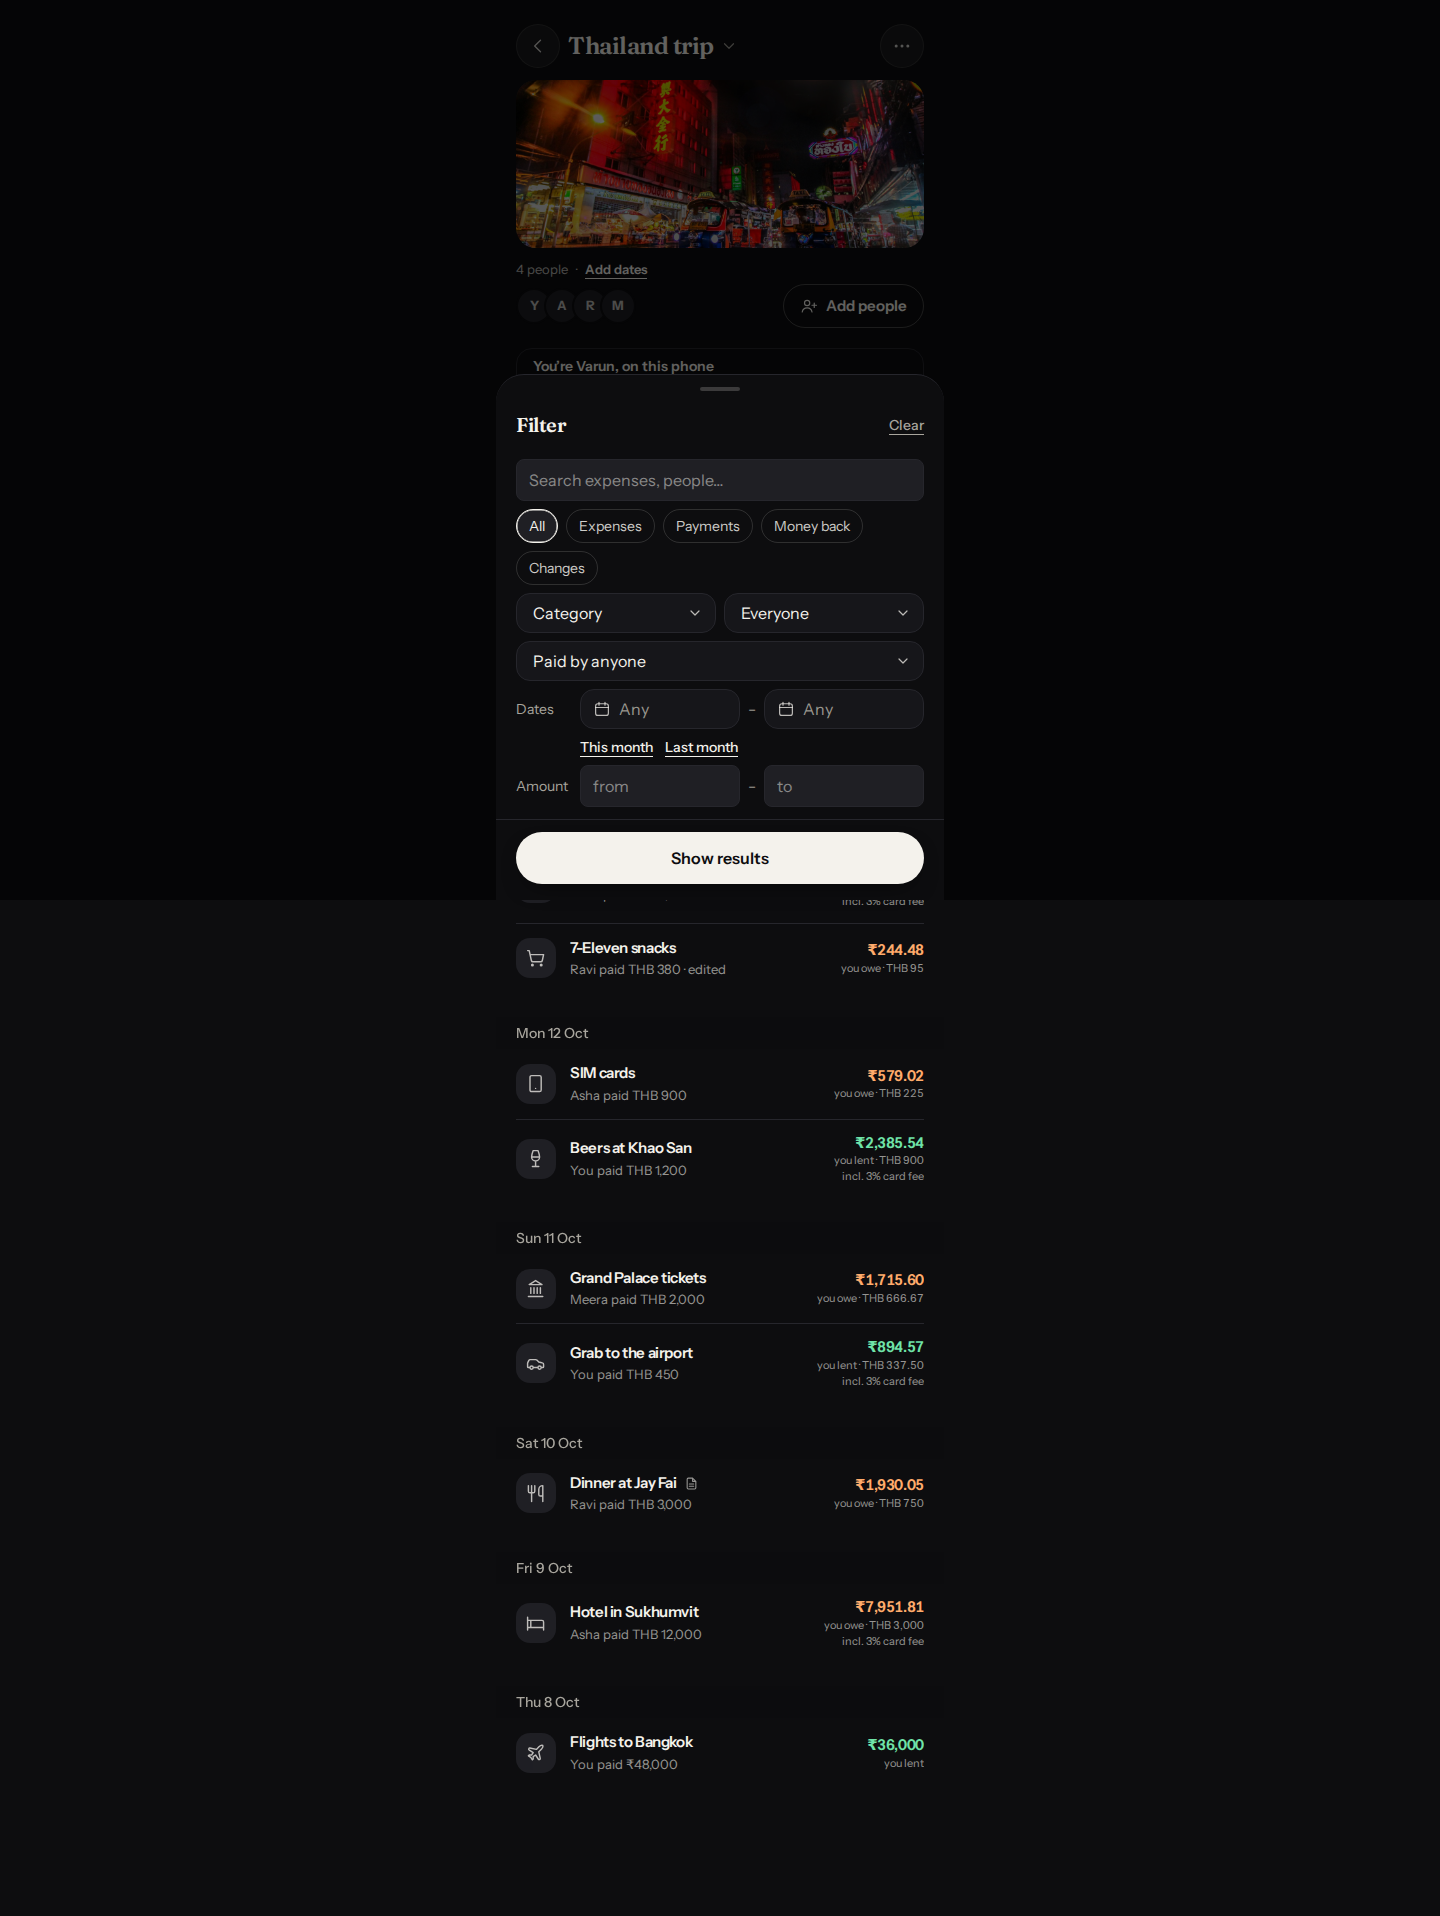 Thailand trip
興大金行
4 people · Add dates
Y A R M
Add people
You're Varun, on this phone
Filter
Clear
Search expenses, people...
All Expenses Payments Money back
Changes
Category Everyone
Paid by anyone
Dates Any - Any
This month Last month
Amount from - to
Show results
incl. 3% card fee
7-Eleven snacks ₹244.48
Ravi paid THB 380 · edited you owe · THB 95
Mon 12 Oct
SIM cards ₹579.02
Asha paid THB 900 you owe · THB 225
Beers at Khao San ₹2,385.54
You paid THB 1,200 you lent · THB 900
incl. 3% card fee
Sun 11 Oct
Grand Palace tickets ₹1,715.60
Meera paid THB 2,000 you owe · THB 666.67
Grab to the airport ₹894.57
You paid THB 450 you lent · THB 337.50
incl. 3% card fee
Sat 10 Oct
Dinner at Jay Fai ₹1,930.05
Ravi paid THB 3,000 you owe · THB 750
Fri 9 Oct
Hotel in Sukhumvit ₹7,951.81
Asha paid THB 12,000 you owe · THB 3,000
incl. 3% card fee
Thu 8 Oct
Flights to Bangkok ₹36,000
You paid ₹48,000 you lent